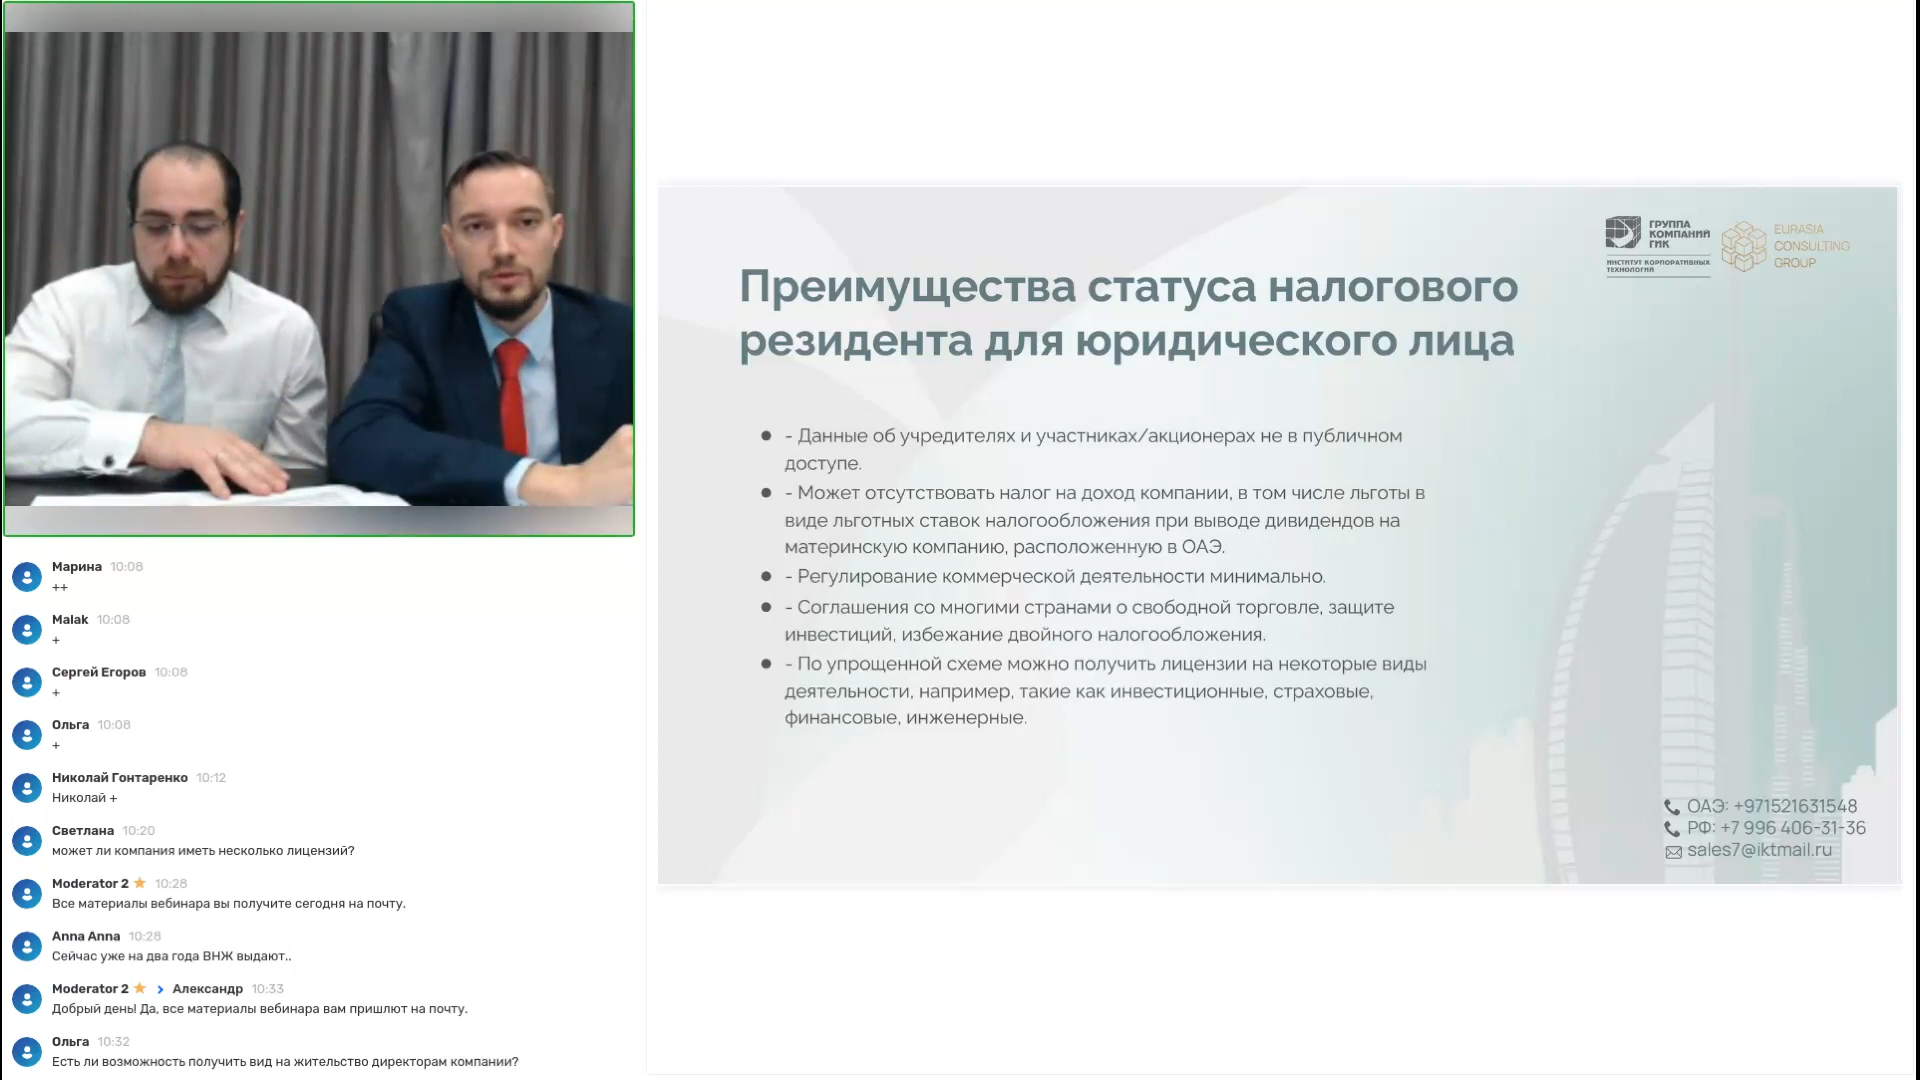 Марина 10:08
++
Malak 10:08
+
Сергей Егоров 10:08
+
Ольга 10:08
+
Николай Гонтаренко 10:12
Николай +
Светлана 10:20
может ли компания иметь несколько лицензий?
Moderator 2 10:28
Все материалы вебинара вы получите сегодня на почту.
Anna Anna 10:28
Сейчас уже на два года ВНЖ выдают..
Moderator 2 > Александр 10:33
Добрый день! Да, все материалы вебинара вам пришлют на почту.
Ольга 10:32
Есть ли возможность получить вид на жительство директорам компании?
ГРУППА
КОМПАНИЙ
ГИК
ИНСТИТУТ КОРПОРАТИВНЫХ
ТЕХНОЛОГИЙ
EURASIA
CONSULTING
GROUP
Преимущества статуса налогового
резидента для юридического лица
● - Данные об учредителях и участниках/акционерах не в публичном
доступе.
● - Может отсутствовать налог на доход компании, в том числе льготы в
виде льготных ставок налогообложения при выводе дивидендов на
материнскую компанию, расположенную в ОАЭ.
● - Регулирование коммерческой деятельности минимально.
● - Соглашения со многими странами о свободной торговле, защите
инвестиций, избежание двойного налогообложения.
● - По упрощенной схеме можно получить лицензии на некоторые виды
деятельности, например, такие как инвестиционные, страховые,
финансовые, инженерные.
ОАЭ: +971521631548
РФ: +7 996 406-31-36
sales7@iktmail.ru